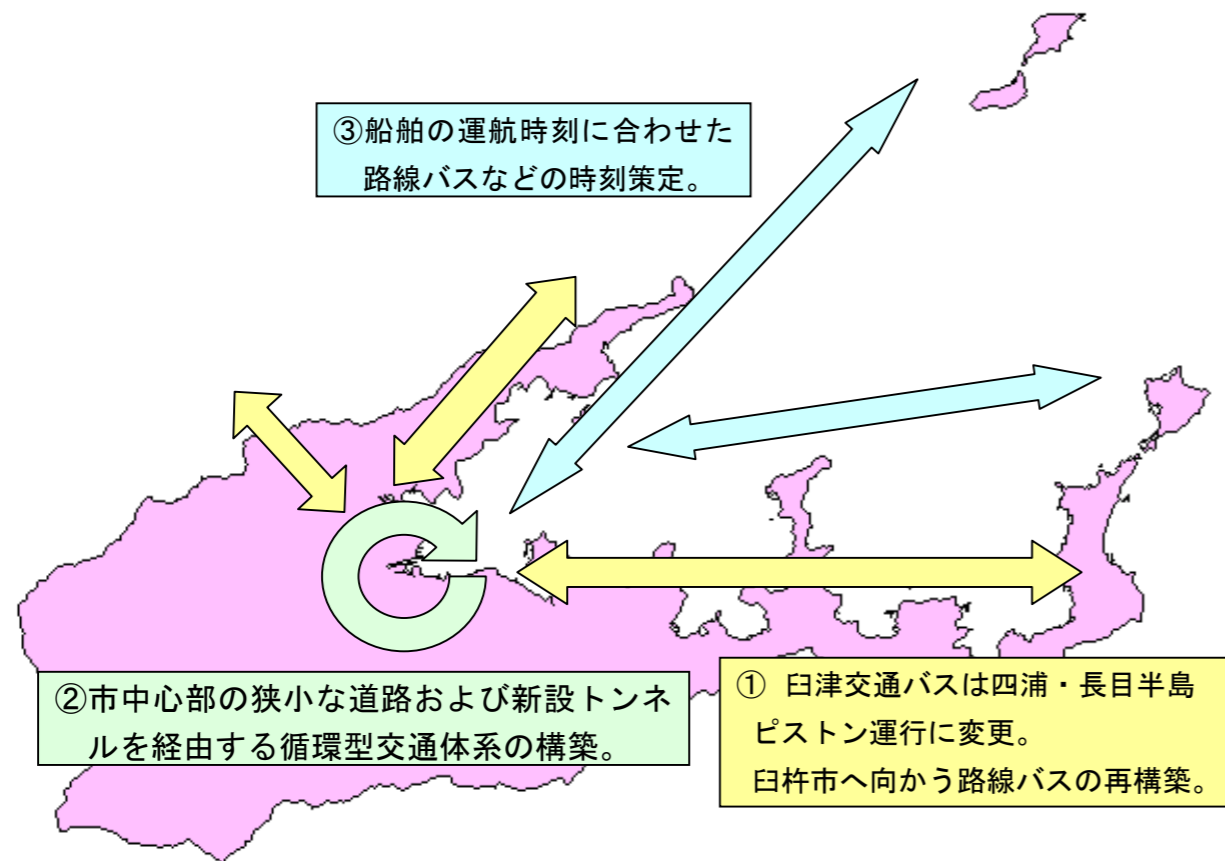 ③船舶の運航時刻に合わせた
路線バスなどの時刻策定。
②市中心部の狭小な道路および新設トンネ
ルを経由する循環型交通体系の構築。
① 臼津交通バスは四浦・長目半島
ピストン運行に変更。
臼杵市へ向かう路線バスの再構築。